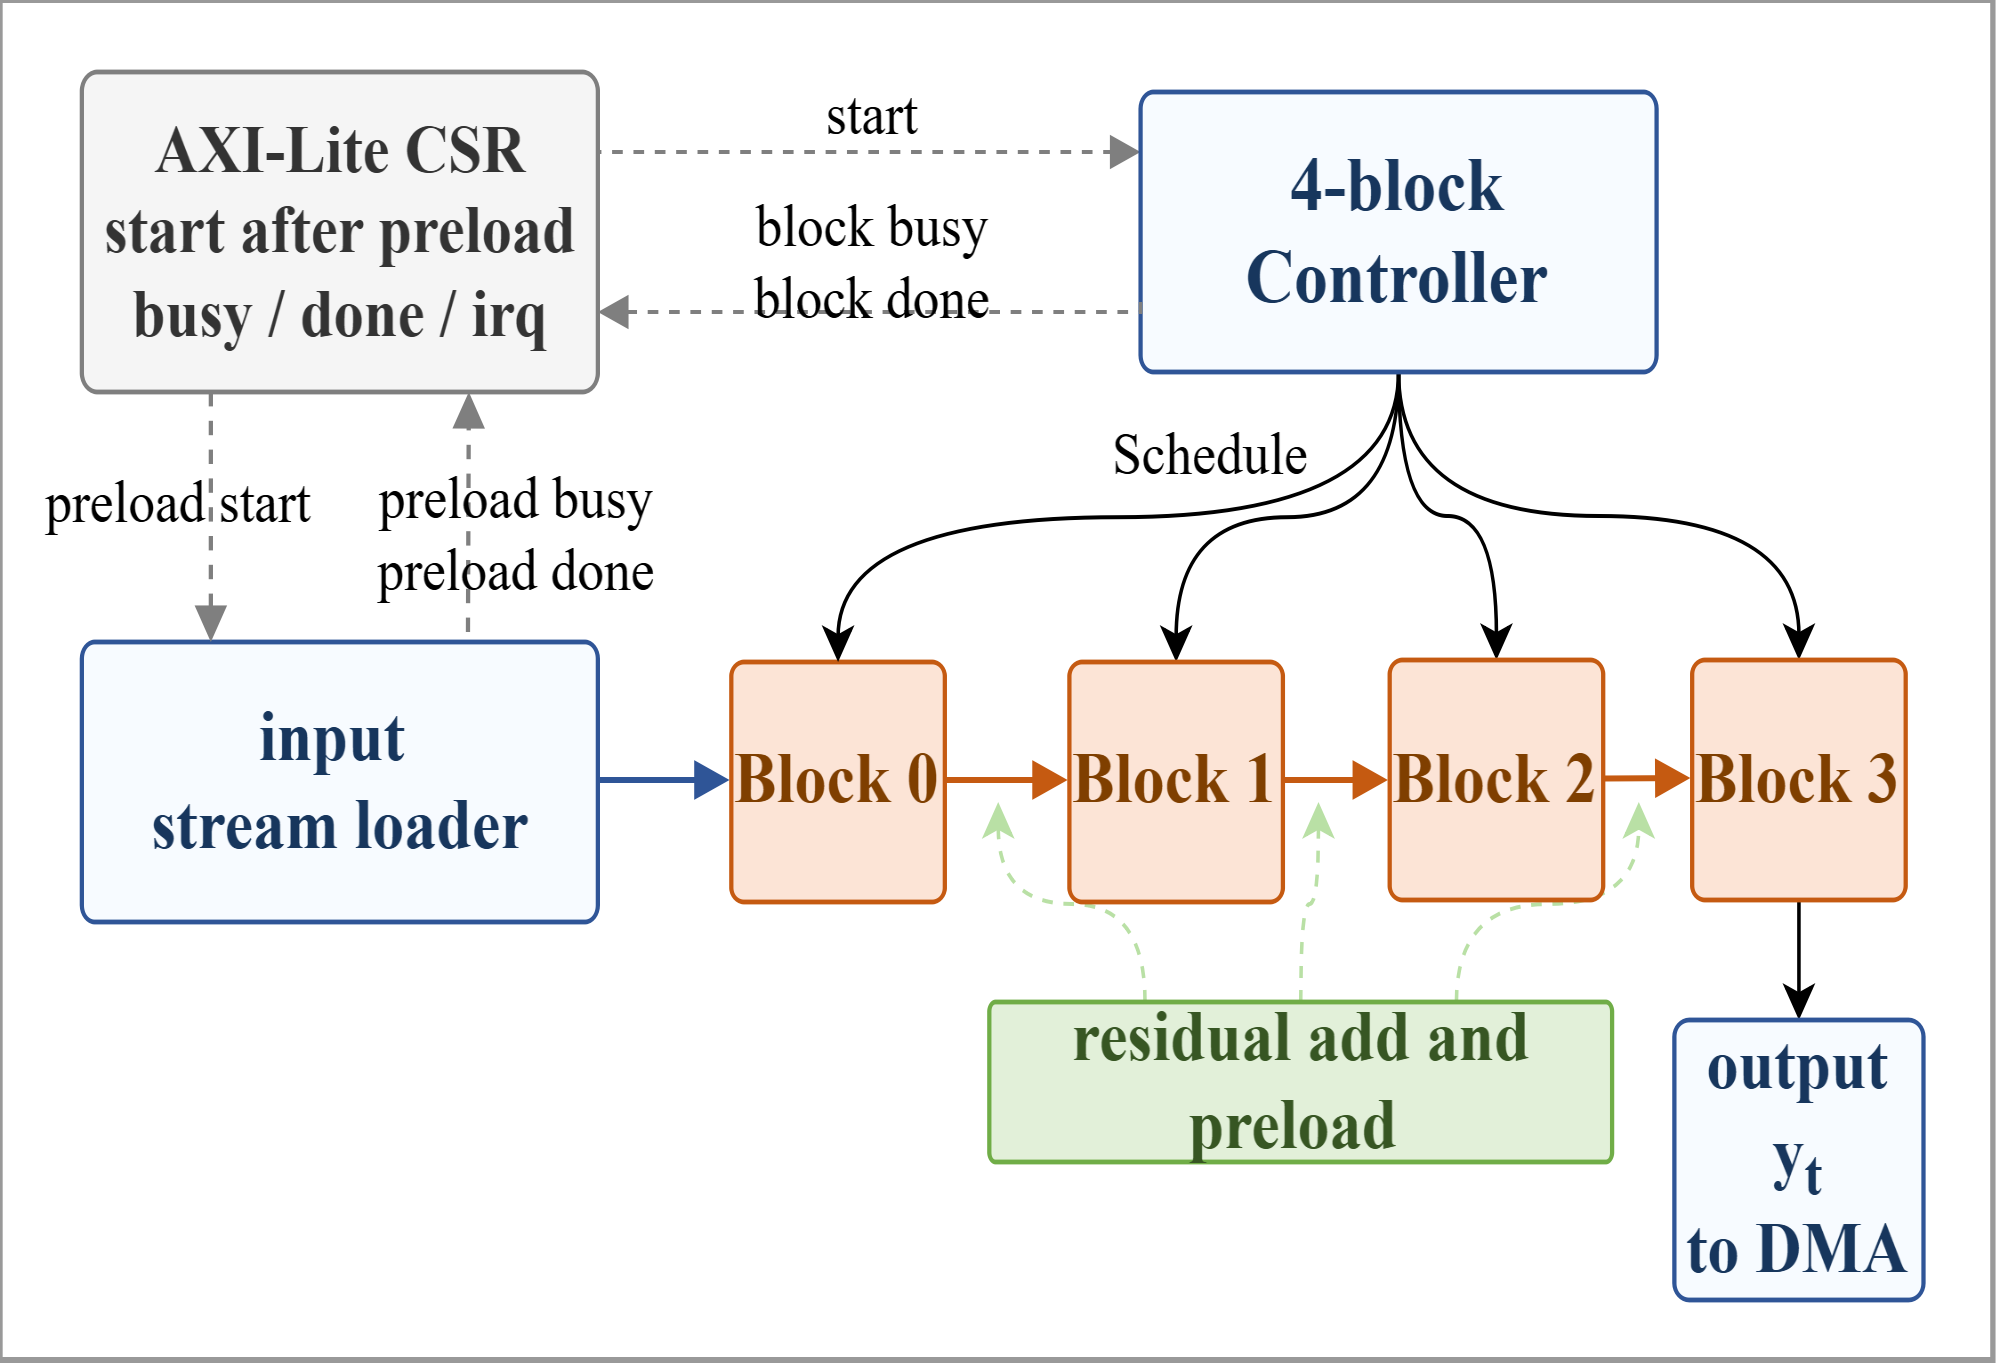 AXI-Lite CSR
start after preload
busy / done / irq
start
block busy
block done
4-block
Controller
Schedule
preload start
preload busy
preload done
input
stream loader
Block 0
Block 1
Block 2
Block 3
residual add and
preload
output
yt
to DMA